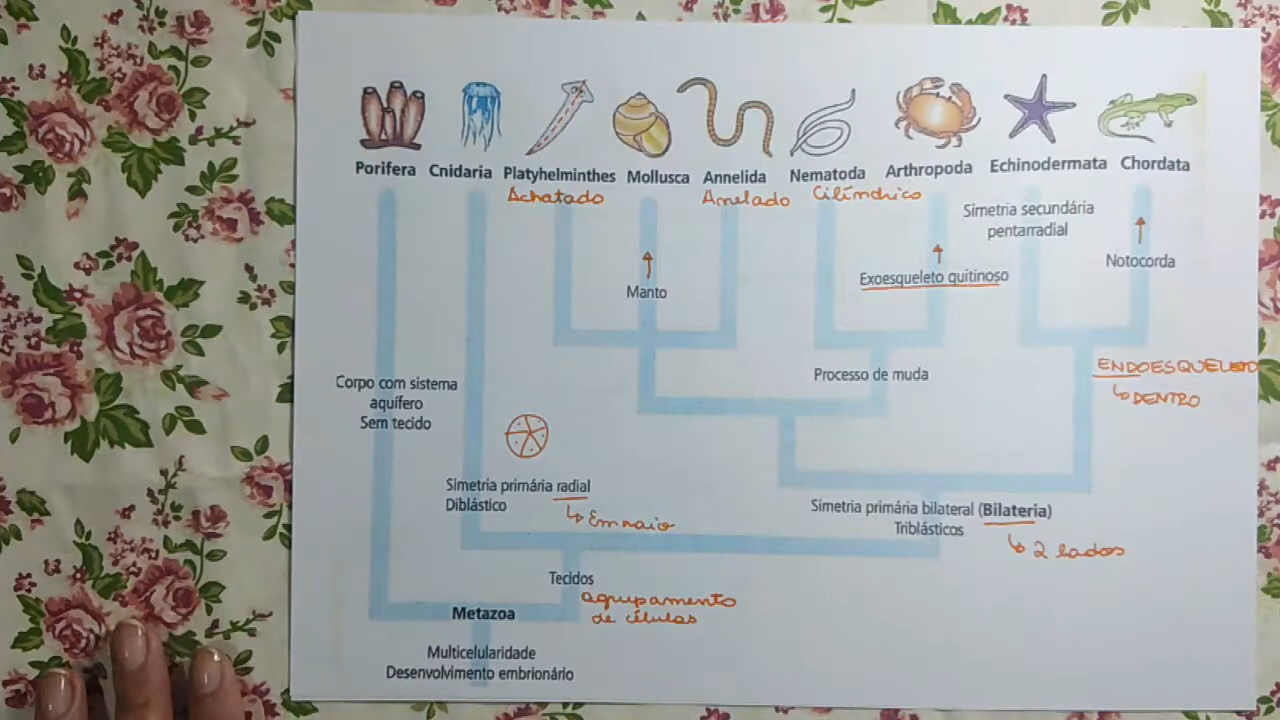 Porifera
Cnidaria
Platyhelminthes
Mollusca
Annelida
Nematoda
Arthropoda
Echinodermata
Chordata
Achatado
Anelado
Cilíndrico
Simetria secundária
pentarradial
Notocorda
Exoesqueleto quitinoso
Manto
Processo de muda
ENDOESQUELETO
↳ DENTRO
Corpo com sistema
aquífero
Sem tecido
Simetria primária radial
Diblástico
↳ Em raio
Simetria primária bilateral (Bilateria)
Triblásticos
↳ 2 lados
Tecidos
agrupamento
de células
Metazoa
Multicelularidade
Desenvolvimento embrionário